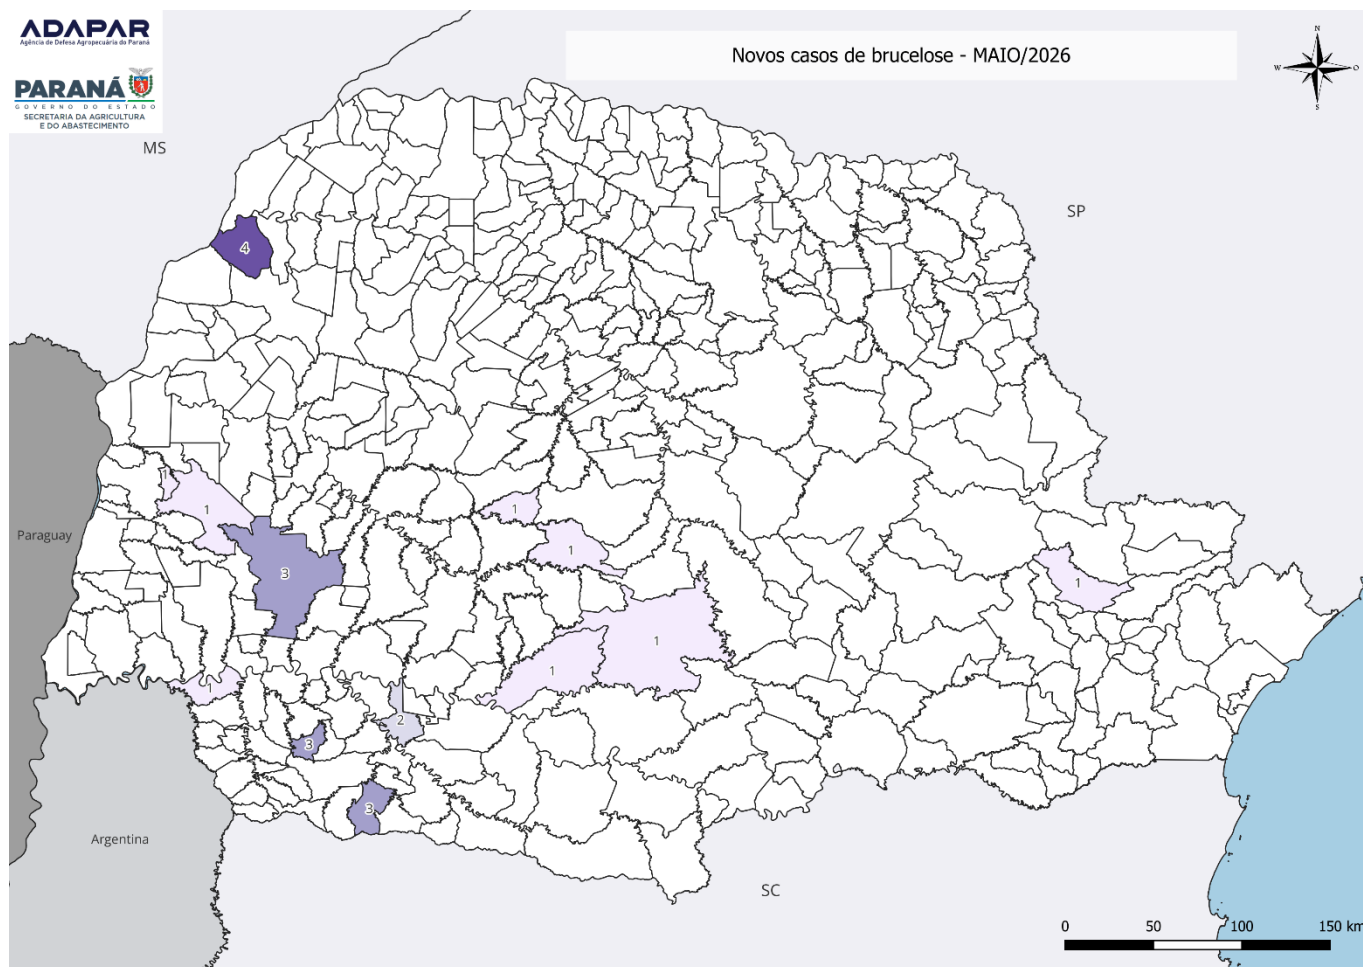 ADAPAR
Agência de Defesa Agropecuária do Paraná
PARANÁ
GOVERNO DO ESTADO
SECRETARIA DA AGRICULTURA
E DO ABASTECIMENTO
Novos casos de brucelose - MAIO/2026
N
W
O
S
MS
SP
4
1
1
1
3
1
1
Paraguay
1
1
1
2
3
3
Argentina
SC
0
50
100
150 km